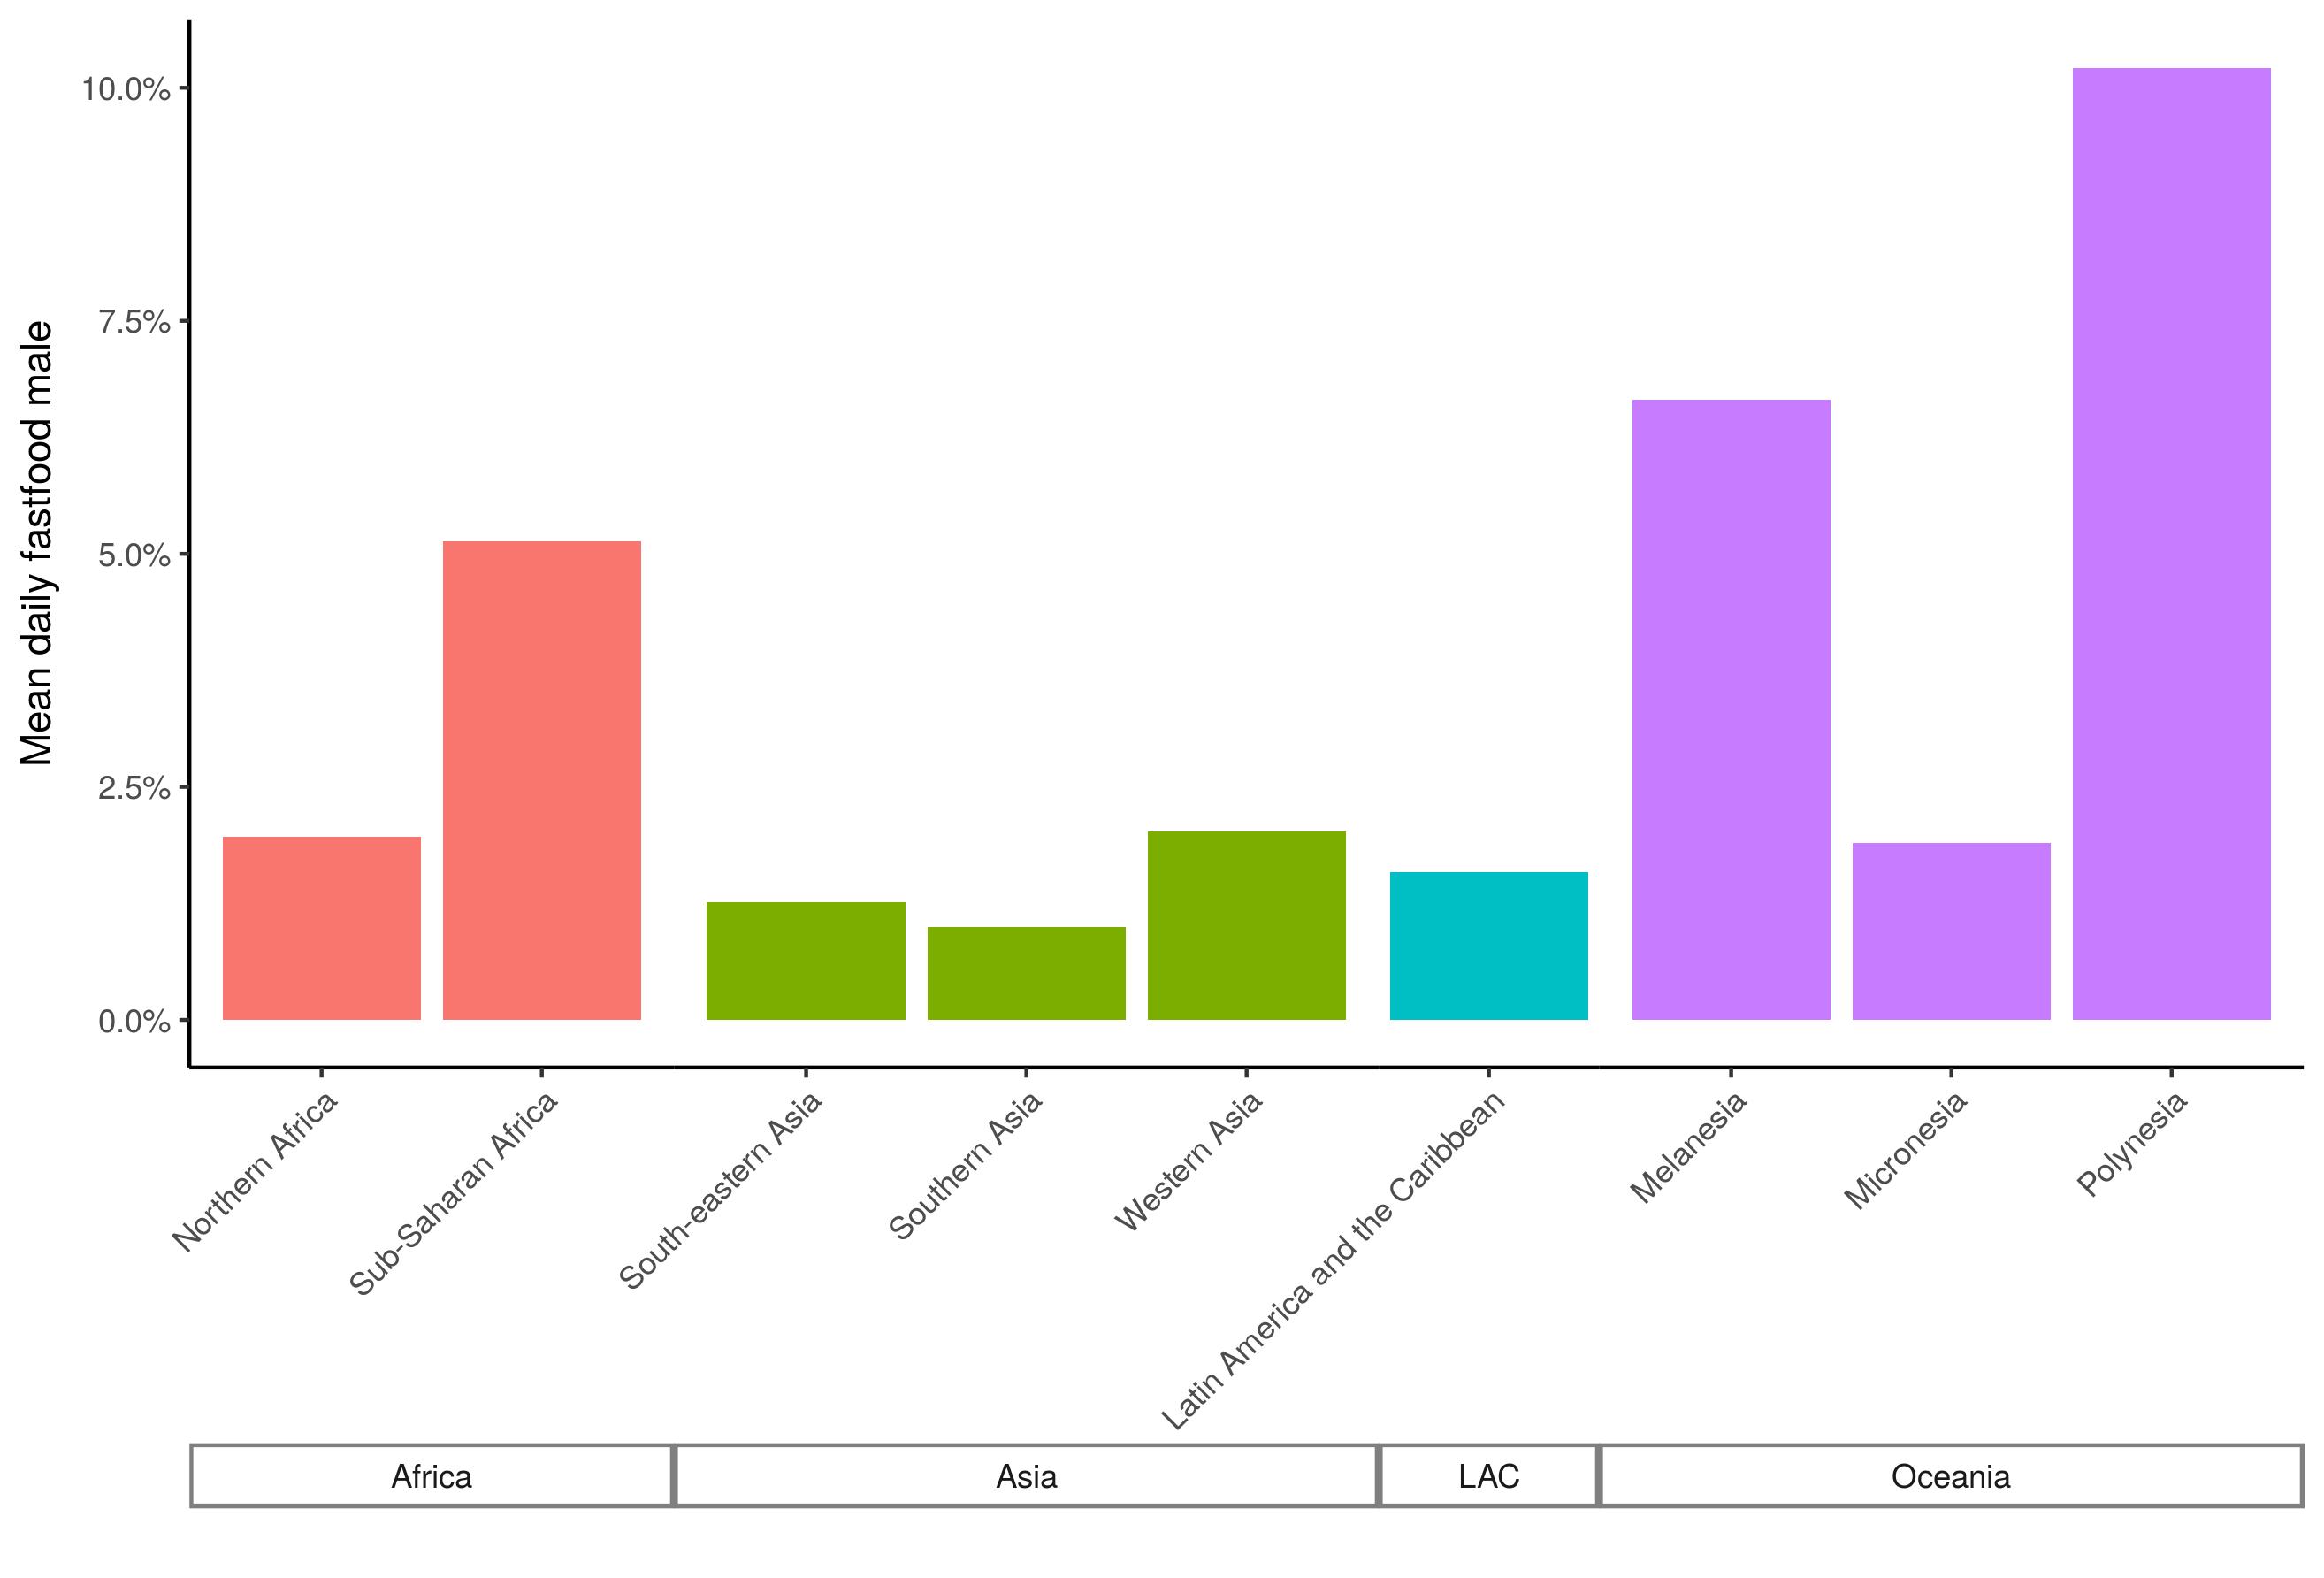 Mean daily fastfood male
10.0%
7.5%
5.0%
2.5%
0.0%
Northern Africa
Sub-Saharan Africa
South-eastern Asia
Southern Asia
Western Asia
Latin America and the Caribbean
Melanesia
Micronesia
Polynesia
Africa
Asia
LAC
Oceania